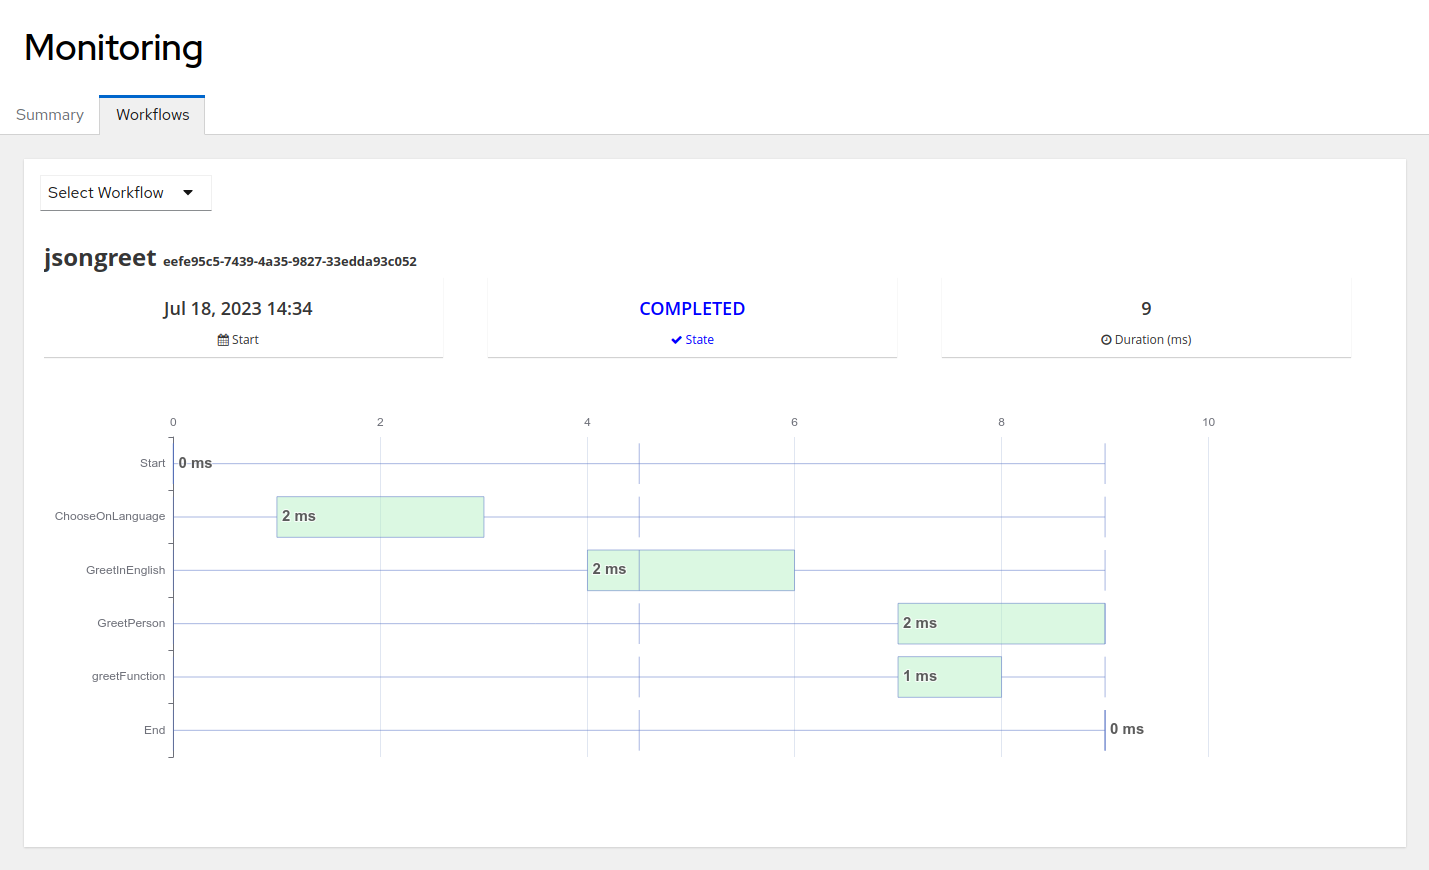 Monitoring
Summary Workflows
Select Workflow
jsongreet eefe95c5-7439-4a35-9827-33edda93c052
Jul 18, 2023 14:34
Start
COMPLETED
State
9
Duration (ms)
0 2 4 6 8 10
Start 0 ms
ChooseOnLanguage 2 ms
GreetInEnglish 2 ms
GreetPerson 2 ms
greetFunction 1 ms
End 0 ms